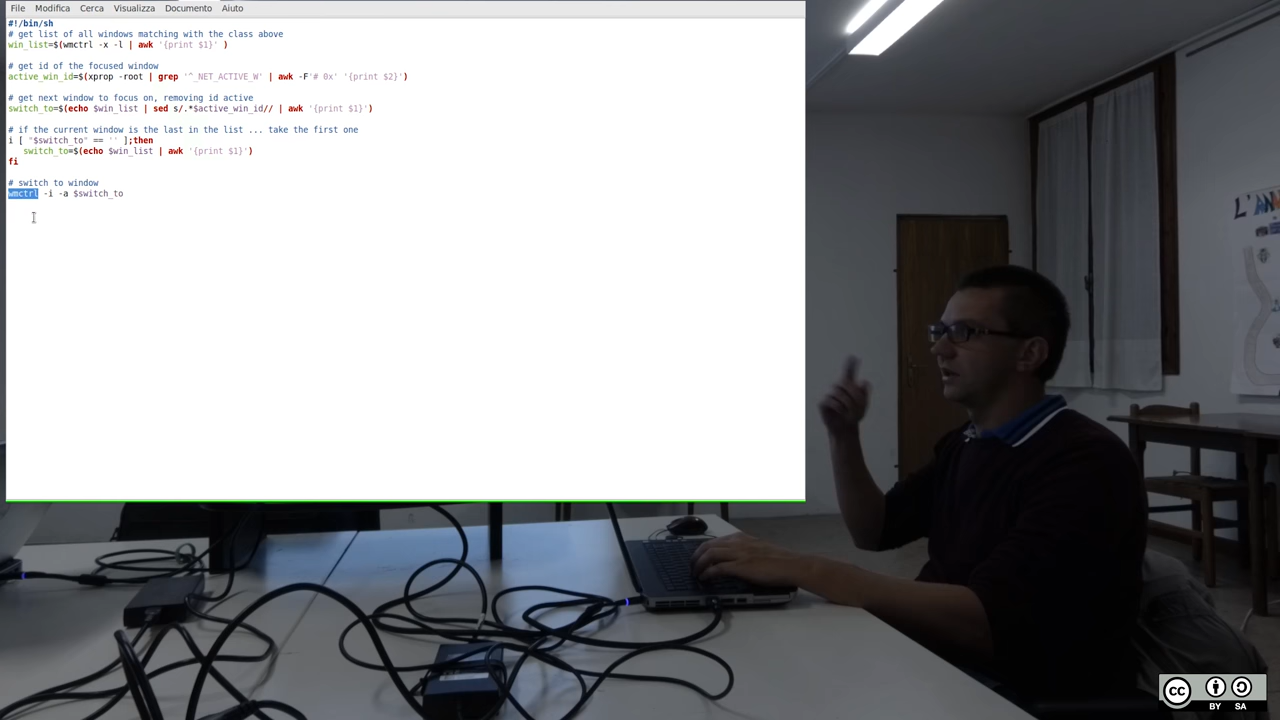 File Modifica Cerca Visualizza Documento Aiuto
#!/bin/sh
# get list of all windows matching with the class above
win_list=$(wmctrl -x -l | awk '{print $1}' )
# get id of the focused window
active_win_id=$(xprop -root | grep '^_NET_ACTIVE_W' | awk -F'# 0x' '{print $2}')
# get next window to focus on, removing id active
switch_to=$(echo $win_list | sed s/.*$active_win_id// | awk '{print $1}')
# if the current window is the last in the list ... take the first one
i [ "$switch_to" == '' ];then
switch_to=$(echo $win_list | awk '{print $1}')
fi
# switch to window
wmctrl -i -a $switch_to
cc
BY SA